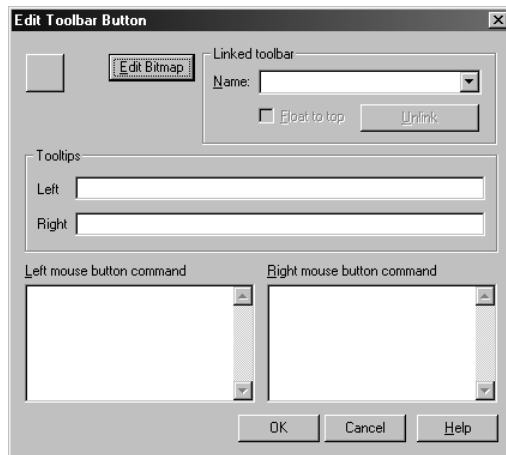 Edit Toolbar Button
Linked toolbar
Edit Bitmap
Name:
Float to top
Unlink
Tooltips
Left
Right
Left mouse button command
Right mouse button command
OK
Cancel
Help